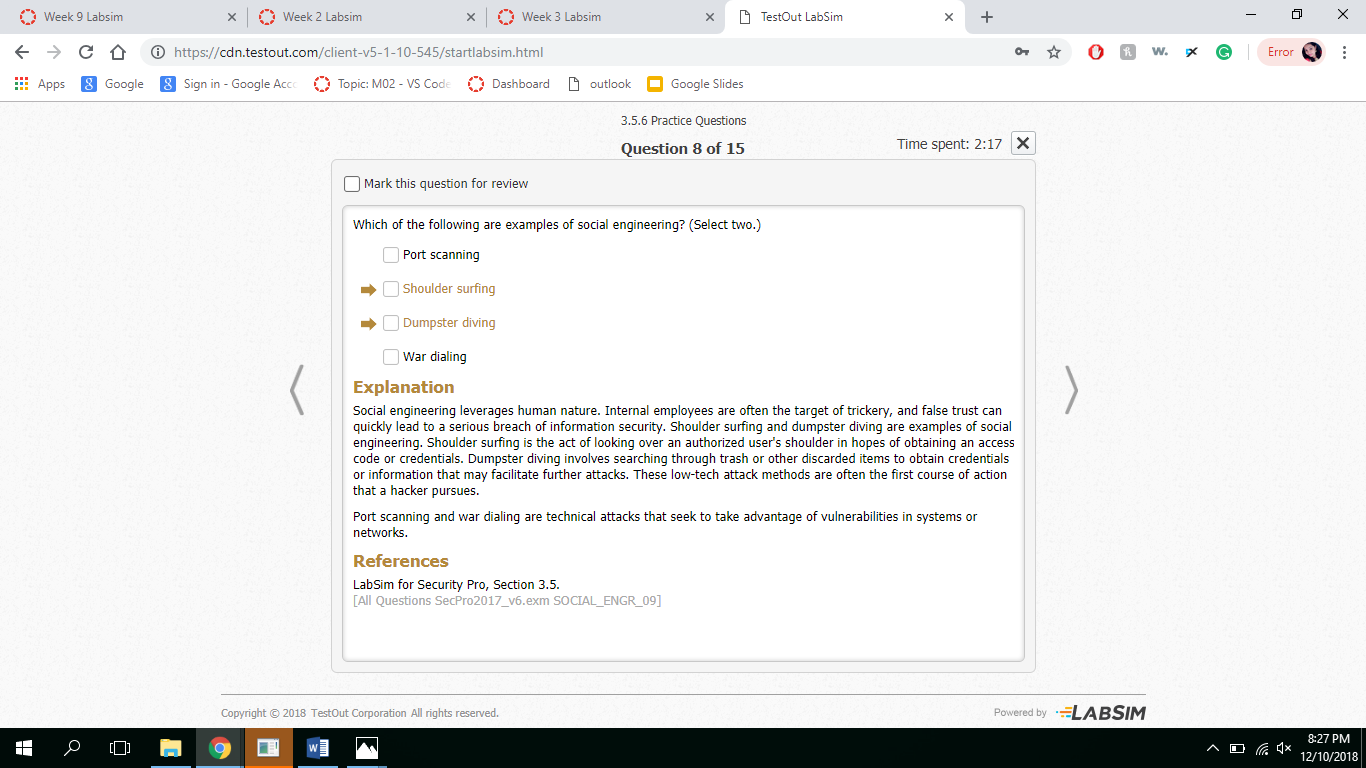 Week 9 Labsim
Week 2 Labsim
Week 3 Labsim
TestOut LabSim
https://cdn.testout.com/client-v5-1-10-545/startlabsim.html
Error
Apps
Google
Sign in - Google Acco
Topic: M02 - VS Code
Dashboard
outlook
Google Slides
3.5.6 Practice Questions
Question 8 of 15
Time spent: 2:17
Mark this question for review
Which of the following are examples of social engineering? (Select two.)
Port scanning
Shoulder surfing
Dumpster diving
War dialing
Explanation
Social engineering leverages human nature. Internal employees are often the target of trickery, and false trust can
quickly lead to a serious breach of information security. Shoulder surfing and dumpster diving are examples of social
engineering. Shoulder surfing is the act of looking over an authorized user's shoulder in hopes of obtaining an access
code or credentials. Dumpster diving involves searching through trash or other discarded items to obtain credentials
or information that may facilitate further attacks. These low-tech attack methods are often the first course of action
that a hacker pursues.
Port scanning and war dialing are technical attacks that seek to take advantage of vulnerabilities in systems or
networks.
References
LabSim for Security Pro, Section 3.5.
[All Questions SecPro2017_v6.exm SOCIAL_ENGR_09]
Copyright © 2018 TestOut Corporation All rights reserved.
Powered by LABSIM
8:27 PM
12/10/2018